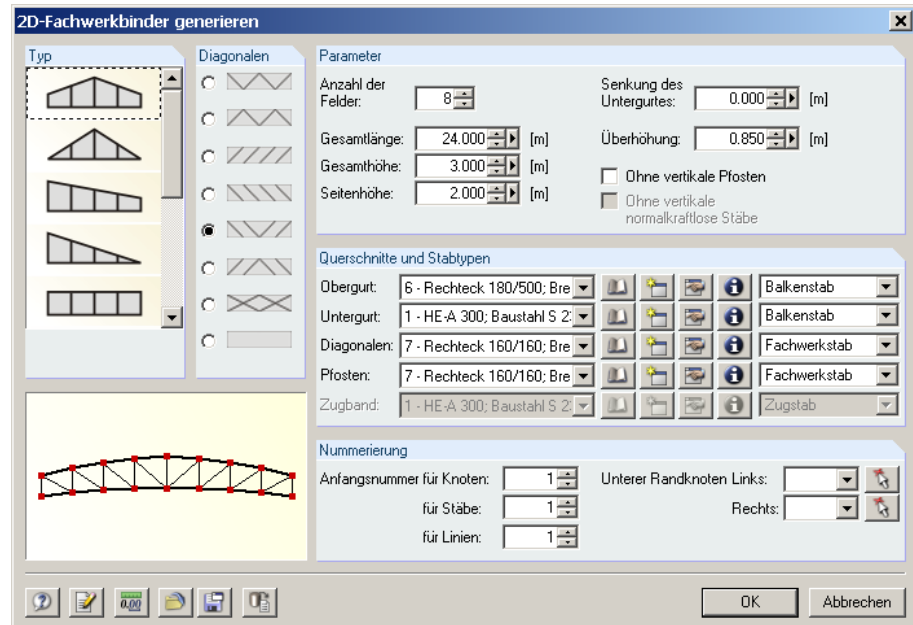 2D-Fachwerkbinder generieren
Typ
Diagonalen
Parameter
Anzahl der
Felder: 8
Senkung des
Untergurtes: 0.000 [m]
Gesamtlänge: 24.000 [m]
Überhöhung: 0.850 [m]
Gesamthöhe: 3.000 [m]
Seitenhöhe: 2.000 [m]
Ohne vertikale Pfosten
Ohne vertikale
normalkraftlose Stäbe
Querschnitte und Stabtypen
Obergurt: 6 - Rechteck 180/500; Bre Balkenstab
Untergurt: 1 - HE-A 300; Baustahl S 2 Balkenstab
Diagonalen: 7 - Rechteck 160/160; Bre Fachwerkstab
Pfosten: 7 - Rechteck 160/160; Bre Fachwerkstab
Zugband: 1 - HE-A 300; Baustahl S 2 Zugstab
Nummerierung
Anfangsnummer für Knoten: 1
Unterer Randknoten Links:
für Stäbe: 1
Rechts:
für Linien: 1
0.00
OK
Abbrechen